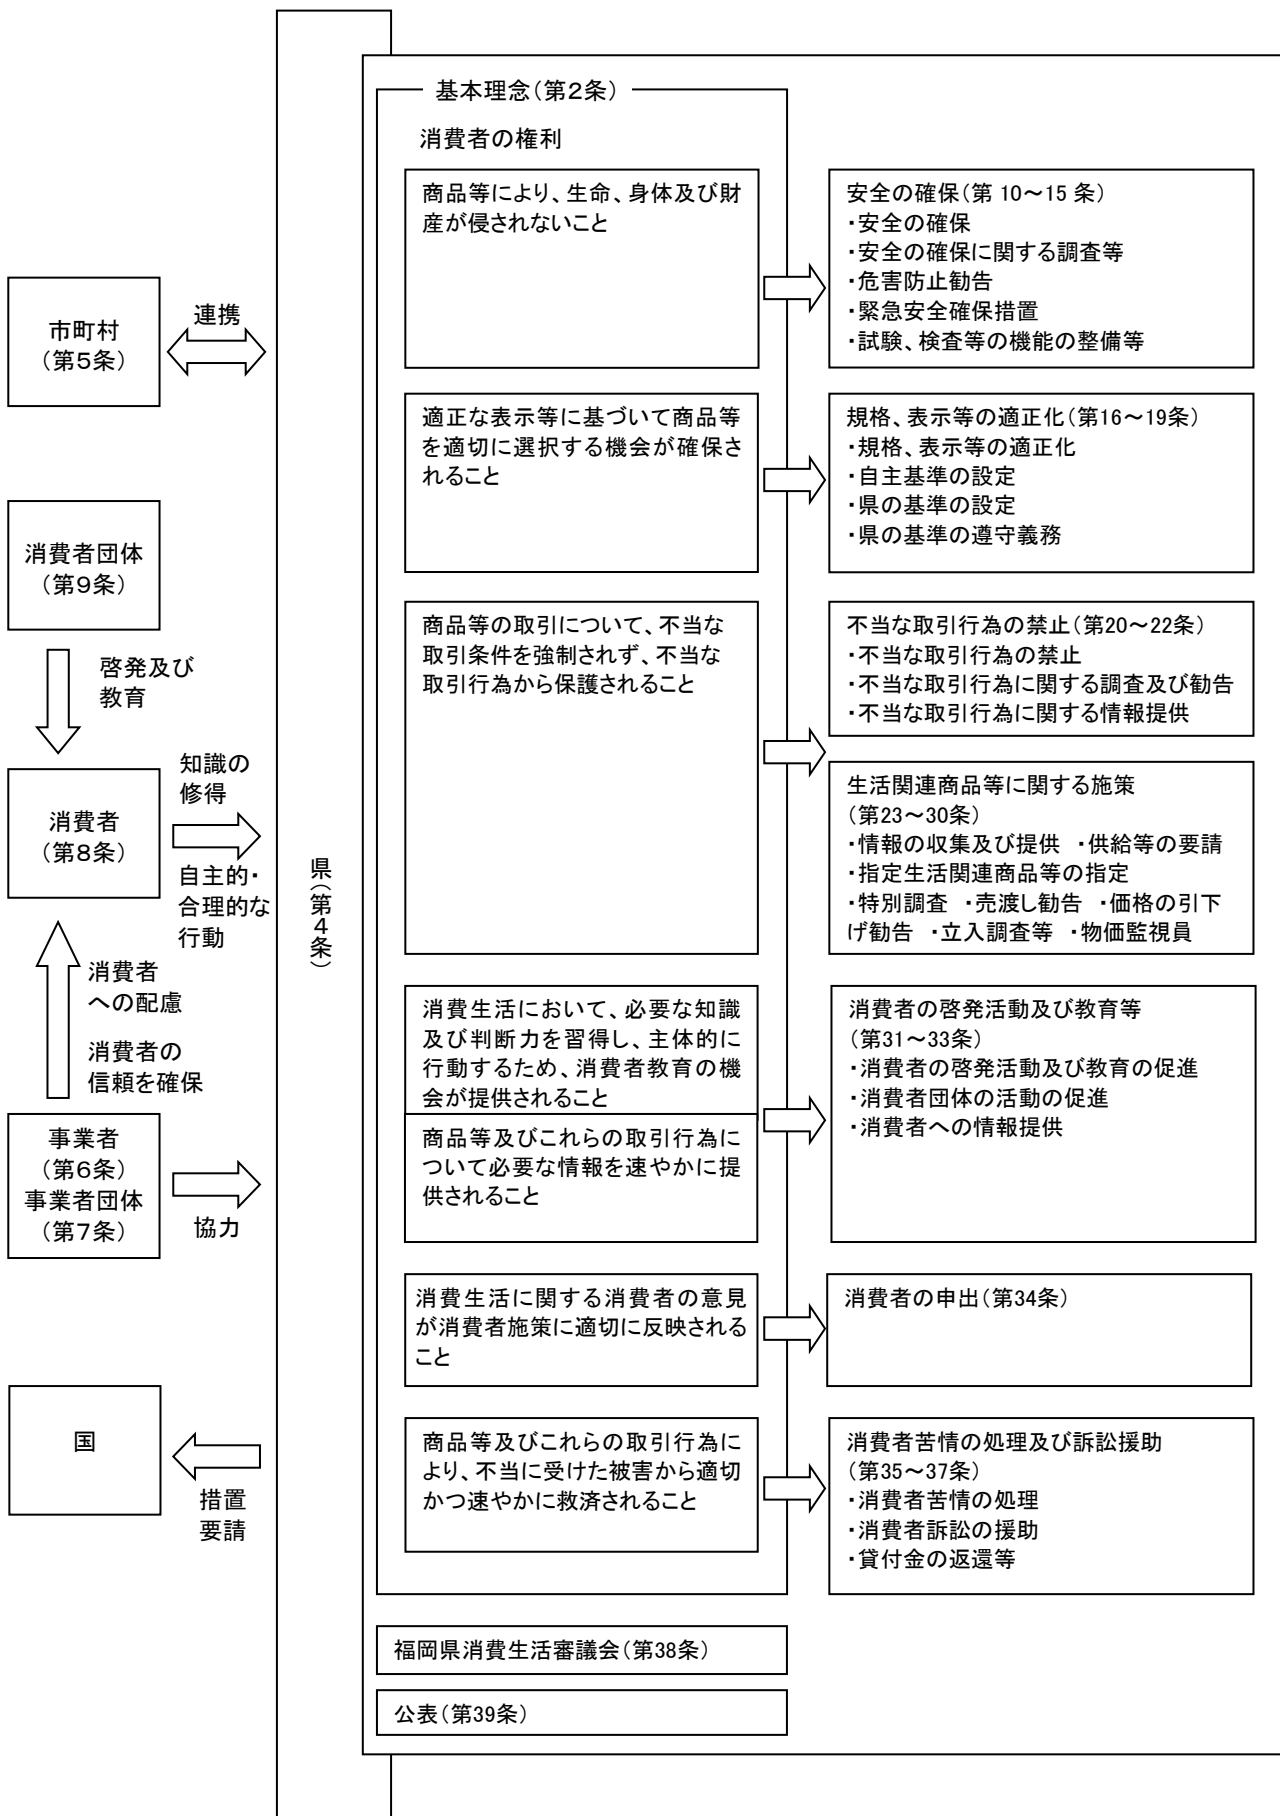 市町村
(第5条)
連携
消費者団体
(第9条)
啓発及び
教育
消費者
(第8条)
知識の
修得
自主的・
合理的な
行動
消費者
への配慮
消費者の
信頼を確保
事業者
(第6条)
事業者団体
(第7条)
協力
国
措置
要請
県(第4条)
基本理念(第2条)
消費者の権利
商品等により、生命、身体及び財
産が侵されないこと
安全の確保(第 10～15 条)
・安全の確保
・安全の確保に関する調査等
・危害防止勧告
・緊急安全確保措置
・試験、検査等の機能の整備等
適正な表示等に基づいて商品等
を適切に選択する機会が確保さ
れること
規格、表示等の適正化(第16～19条)
・規格、表示等の適正化
・自主基準の設定
・県の基準の設定
・県の基準の遵守義務
商品等の取引について、不当な
取引条件を強制されず、不当な
取引行為から保護されること
不当な取引行為の禁止(第20～22条)
・不当な取引行為の禁止
・不当な取引行為に関する調査及び勧告
・不当な取引行為に関する情報提供
生活関連商品等に関する施策
(第23～30条)
・情報の収集及び提供 ・供給等の要請
・指定生活関連商品等の指定
・特別調査 ・売渡し勧告 ・価格の引下
げ勧告 ・立入調査等 ・物価監視員
消費生活において、必要な知識
及び判断力を習得し、主体的に
行動するため、消費者教育の機
会が提供されること
商品等及びこれらの取引行為に
ついて必要な情報を速やかに提
供されること
消費者の啓発活動及び教育等
(第31～33条)
・消費者の啓発活動及び教育の促進
・消費者団体の活動の促進
・消費者への情報提供
消費生活に関する消費者の意見
が消費者施策に適切に反映される
こと
消費者の申出(第34条)
商品等及びこれらの取引行為に
より、不当に受けた被害から適切
かつ速やかに救済されること
消費者苦情の処理及び訴訟援助
(第35～37条)
・消費者苦情の処理
・消費者訴訟の援助
・貸付金の返還等
福岡県消費生活審議会(第38条)
公表(第39条)